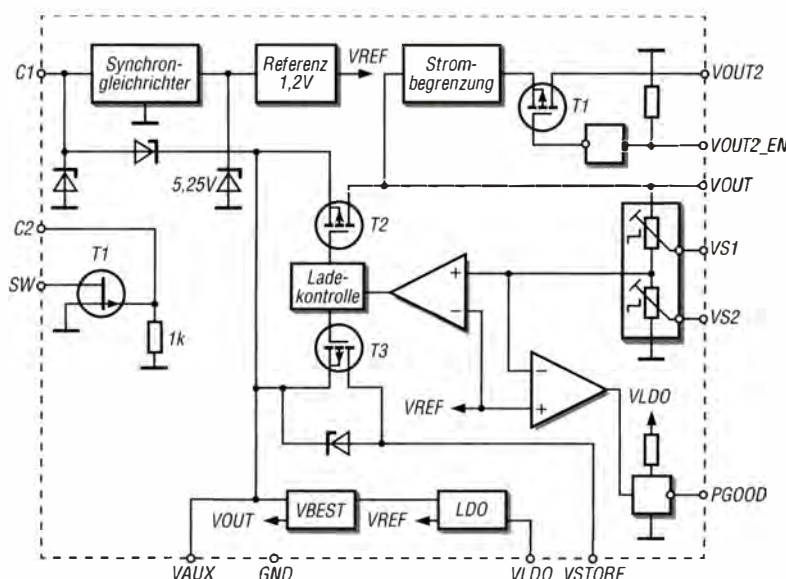 C1
Synchron-
gleichrichter
Referenz
1,2V
VREF
Strom-
begrenzung
T1
VOUT2
VOUT2_EN
5,25V
VOUT
C2
T1
SW
1k
T2
Lade-
kontrolle
T3
+
−
VS1
VS2
VREF
−
+
VLDO
PGOOD
VOUT
VBEST
VREF
LDO
VAUX
GND
VLDO
VSTORE